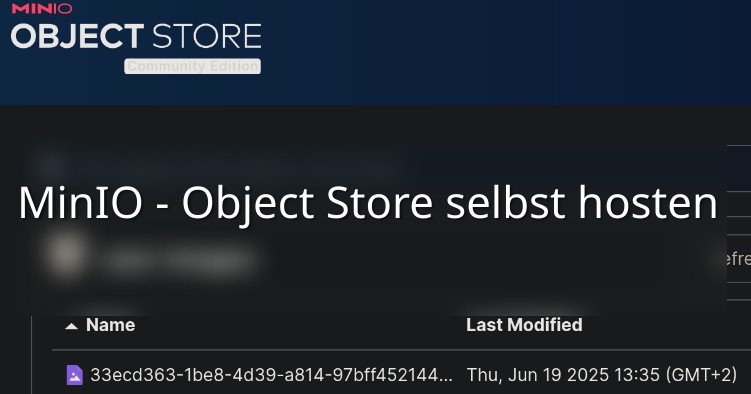 MINIO
OBJECT STORE
Community Edition
MinIO - Object Store selbst hosten
Name Last Modified
33ecd363-1be8-4d39-a814-97bff452144... Thu, Jun 19 2025 13:35 (GMT+2)